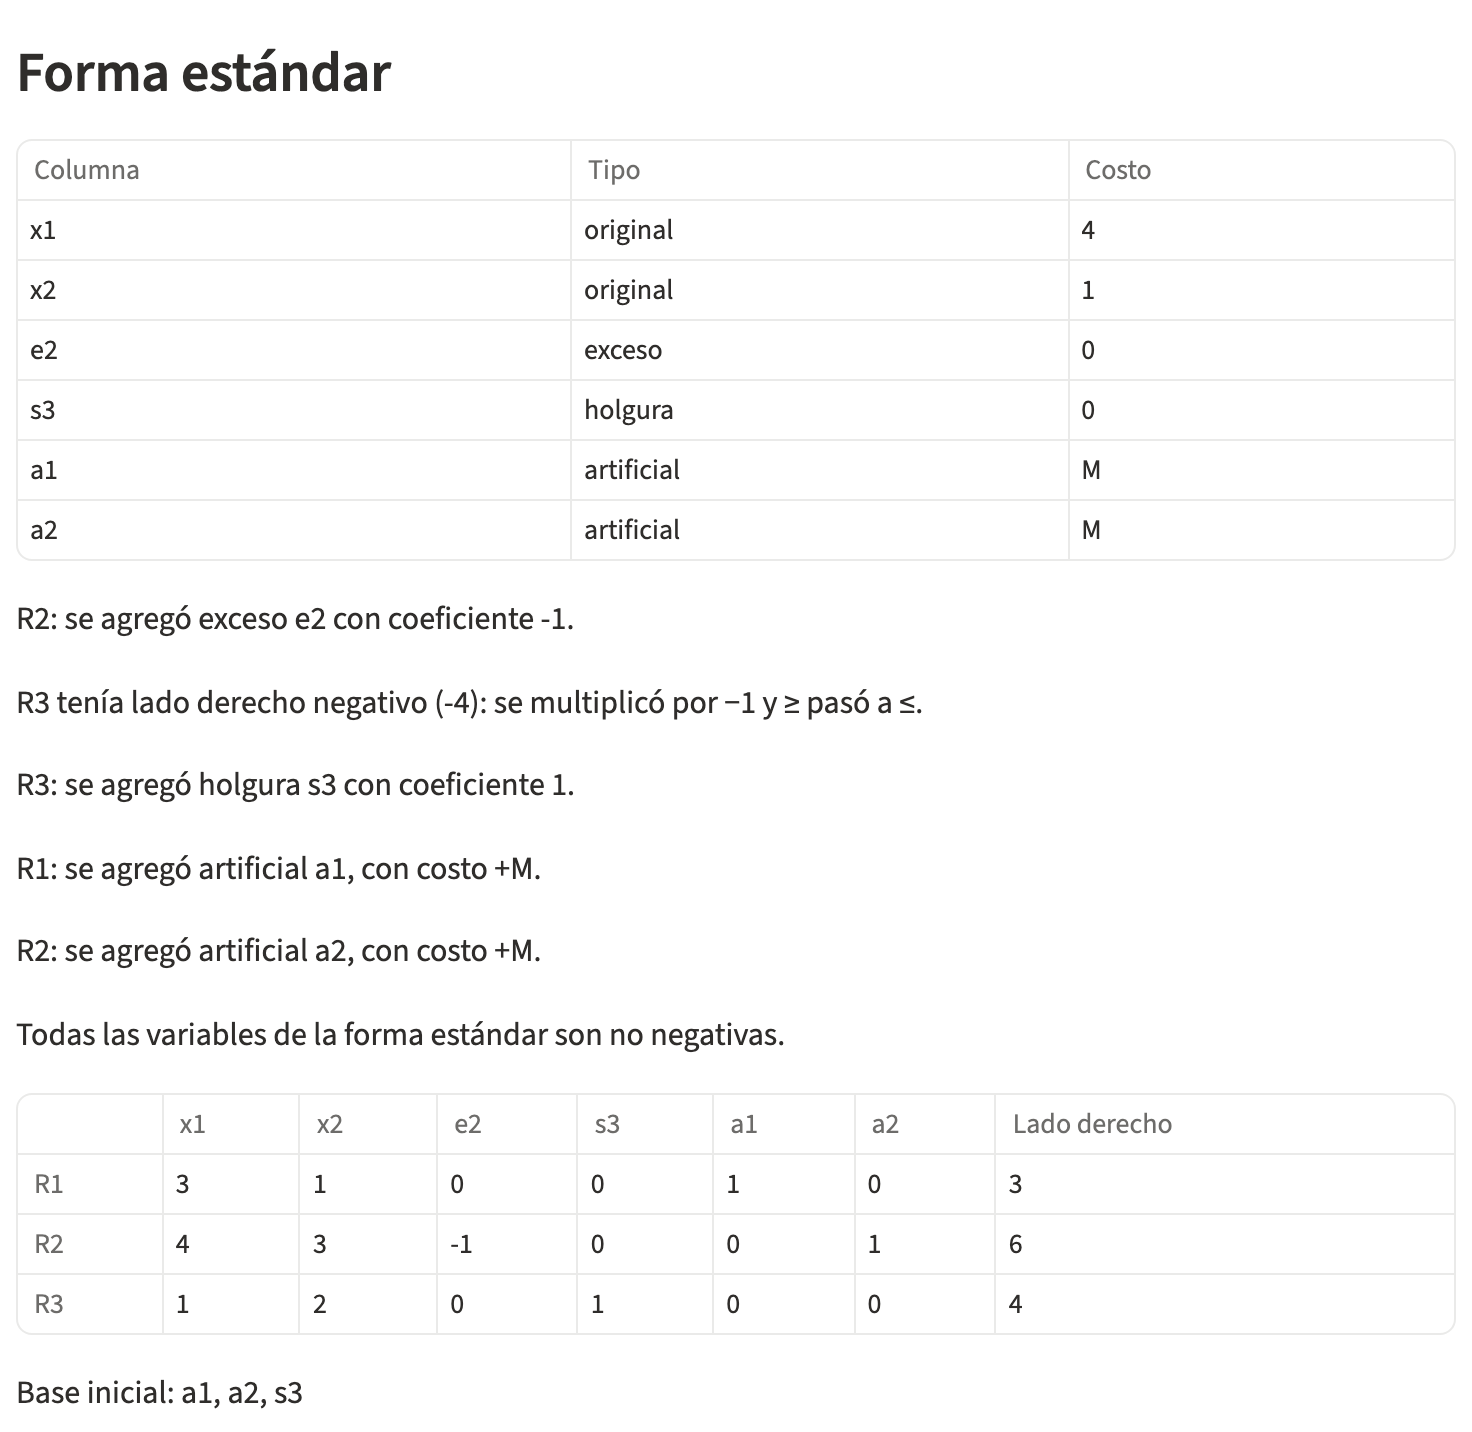 Forma estándar
Columna Tipo Costo
x1 original 4
x2 original 1
e2 exceso 0
s3 holgura 0
a1 artificial M
a2 artificial M
R2: se agregó exceso e2 con coeficiente -1.
R3 tenía lado derecho negativo (-4): se multiplicó por −1 y ≥ pasó a ≤.
R3: se agregó holgura s3 con coeficiente 1.
R1: se agregó artificial a1, con costo +M.
R2: se agregó artificial a2, con costo +M.
Todas las variables de la forma estándar son no negativas.
x1 x2 e2 s3 a1 a2 Lado derecho
R1 3 1 0 0 1 0 3
R2 4 3 -1 0 0 1 6
R3 1 2 0 1 0 0 4
Base inicial: a1, a2, s3